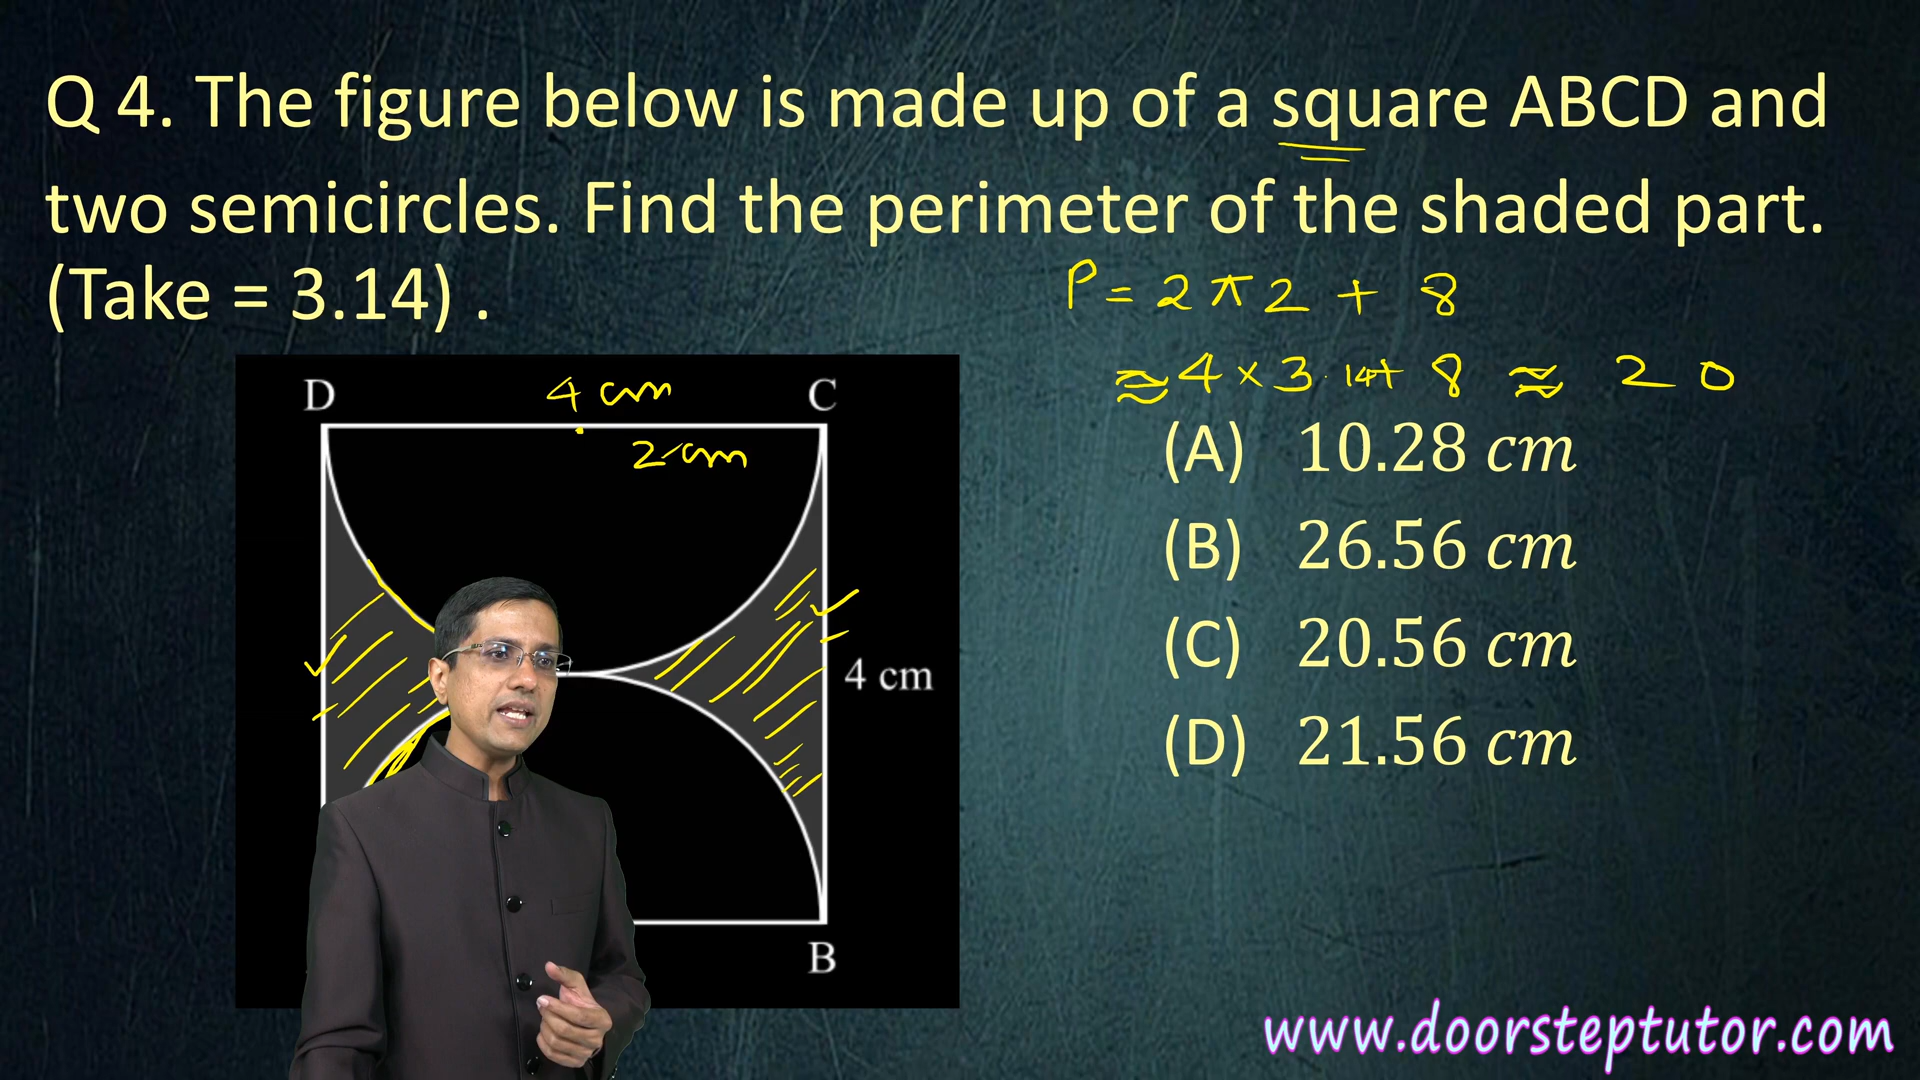 Q 4. The figure below is made up of a square ABCD and
two semicircles. Find the perimeter of the shaded part.
(Take = 3.14) .
P = 2 π 2 + 8
≈ 4 × 3.14 + 8 ≈ 20
D
4 cm
C
2 cm
4 cm
B
(A) 10.28 cm
(B) 26.56 cm
(C) 20.56 cm
(D) 21.56 cm
www.doorsteptutor.com